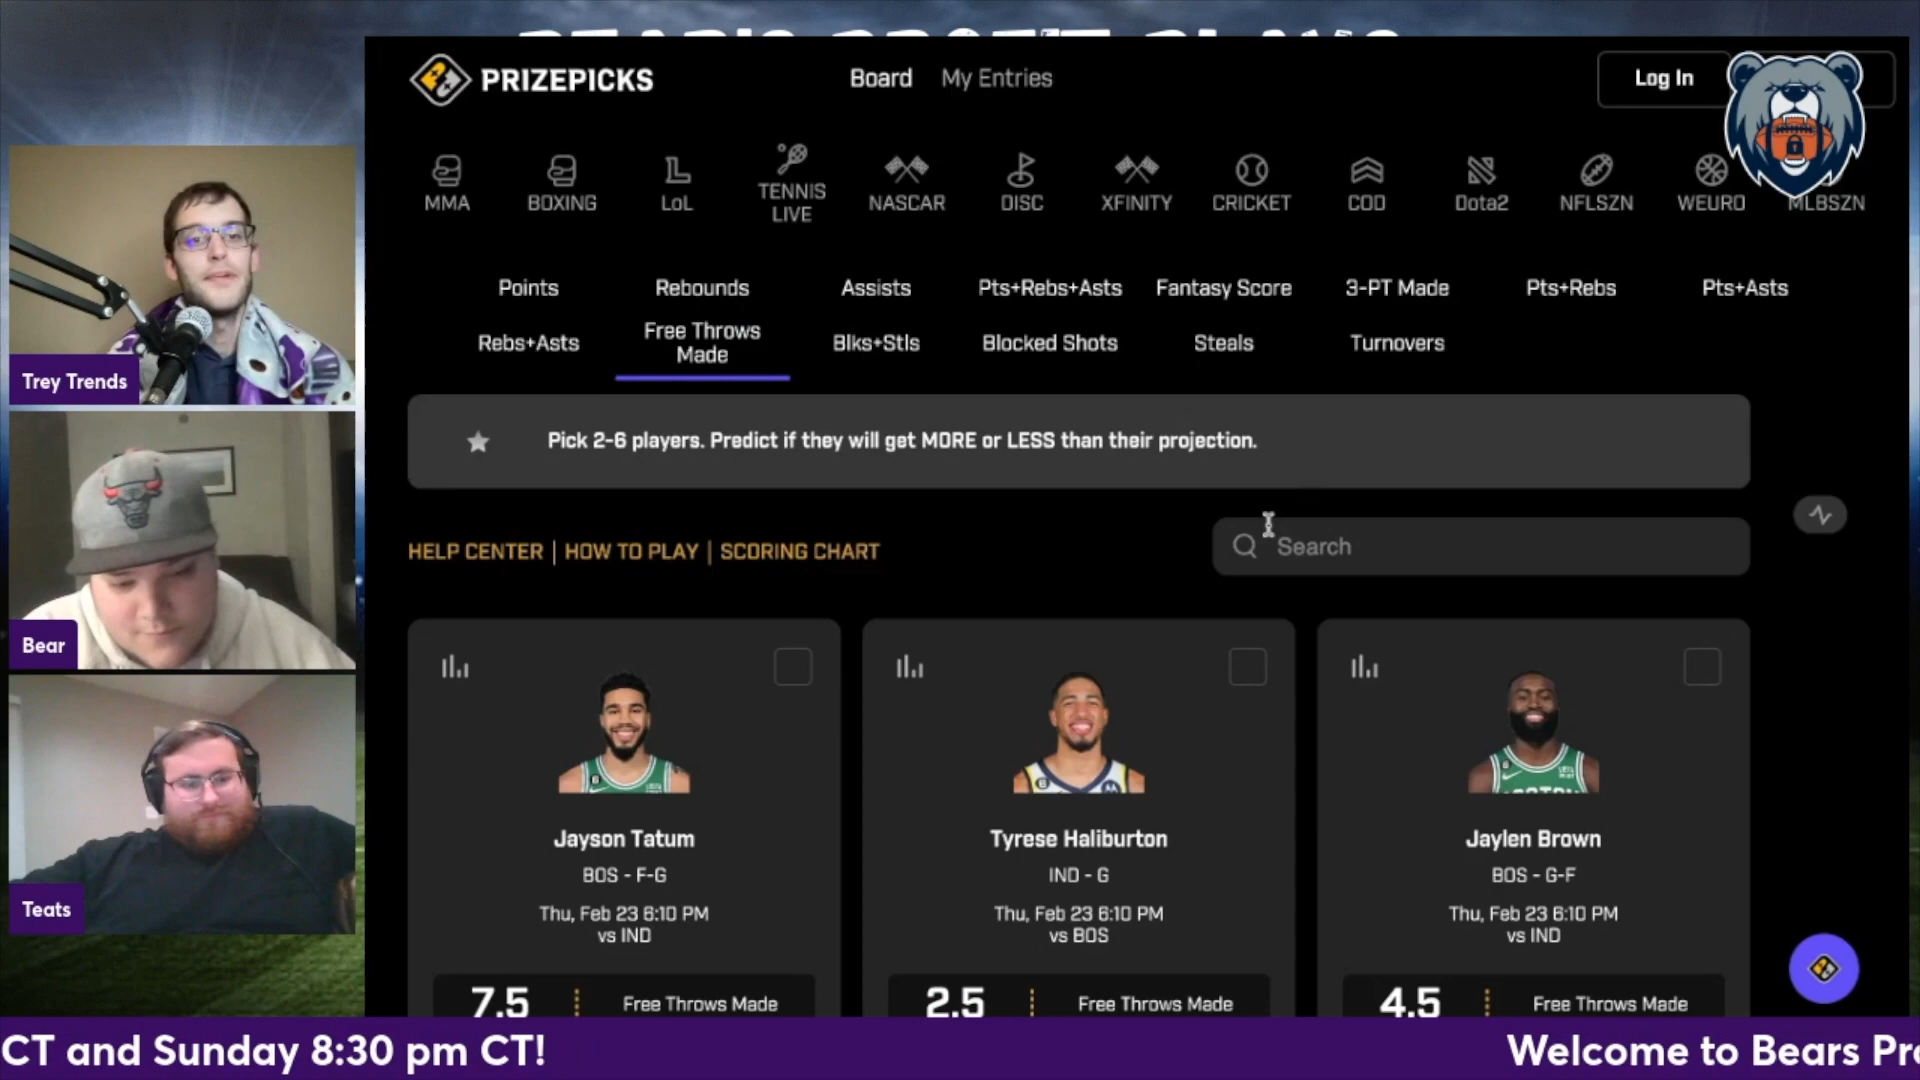 PRIZEPICKS
Board My Entries
Log In
MMA BOXING LoL TENNIS LIVE NASCAR DISC XFINITY CRICKET COD Dota2 NFLSZN WEURO MLBSZN
Points Rebounds Assists Pts+Rebs+Asts Fantasy Score 3-PT Made Pts+Rebs Pts+Asts
Rebs+Asts Free Throws Made Blks+Stls Blocked Shots Steals Turnovers
Pick 2-6 players. Predict if they will get MORE or LESS than their projection.
HELP CENTER | HOW TO PLAY | SCORING CHART
Search
Trey Trends
Bear
Teats
Jayson Tatum
BOS - F-G
Thu, Feb 23 6:10 PM
vs IND
7.5 Free Throws Made
Tyrese Haliburton
IND - G
Thu, Feb 23 6:10 PM
vs BOS
2.5 Free Throws Made
Jaylen Brown
BOS - G-F
Thu, Feb 23 6:10 PM
vs IND
4.5 Free Throws Made
CT and Sunday 8:30 pm CT!
Welcome to Bears Pro